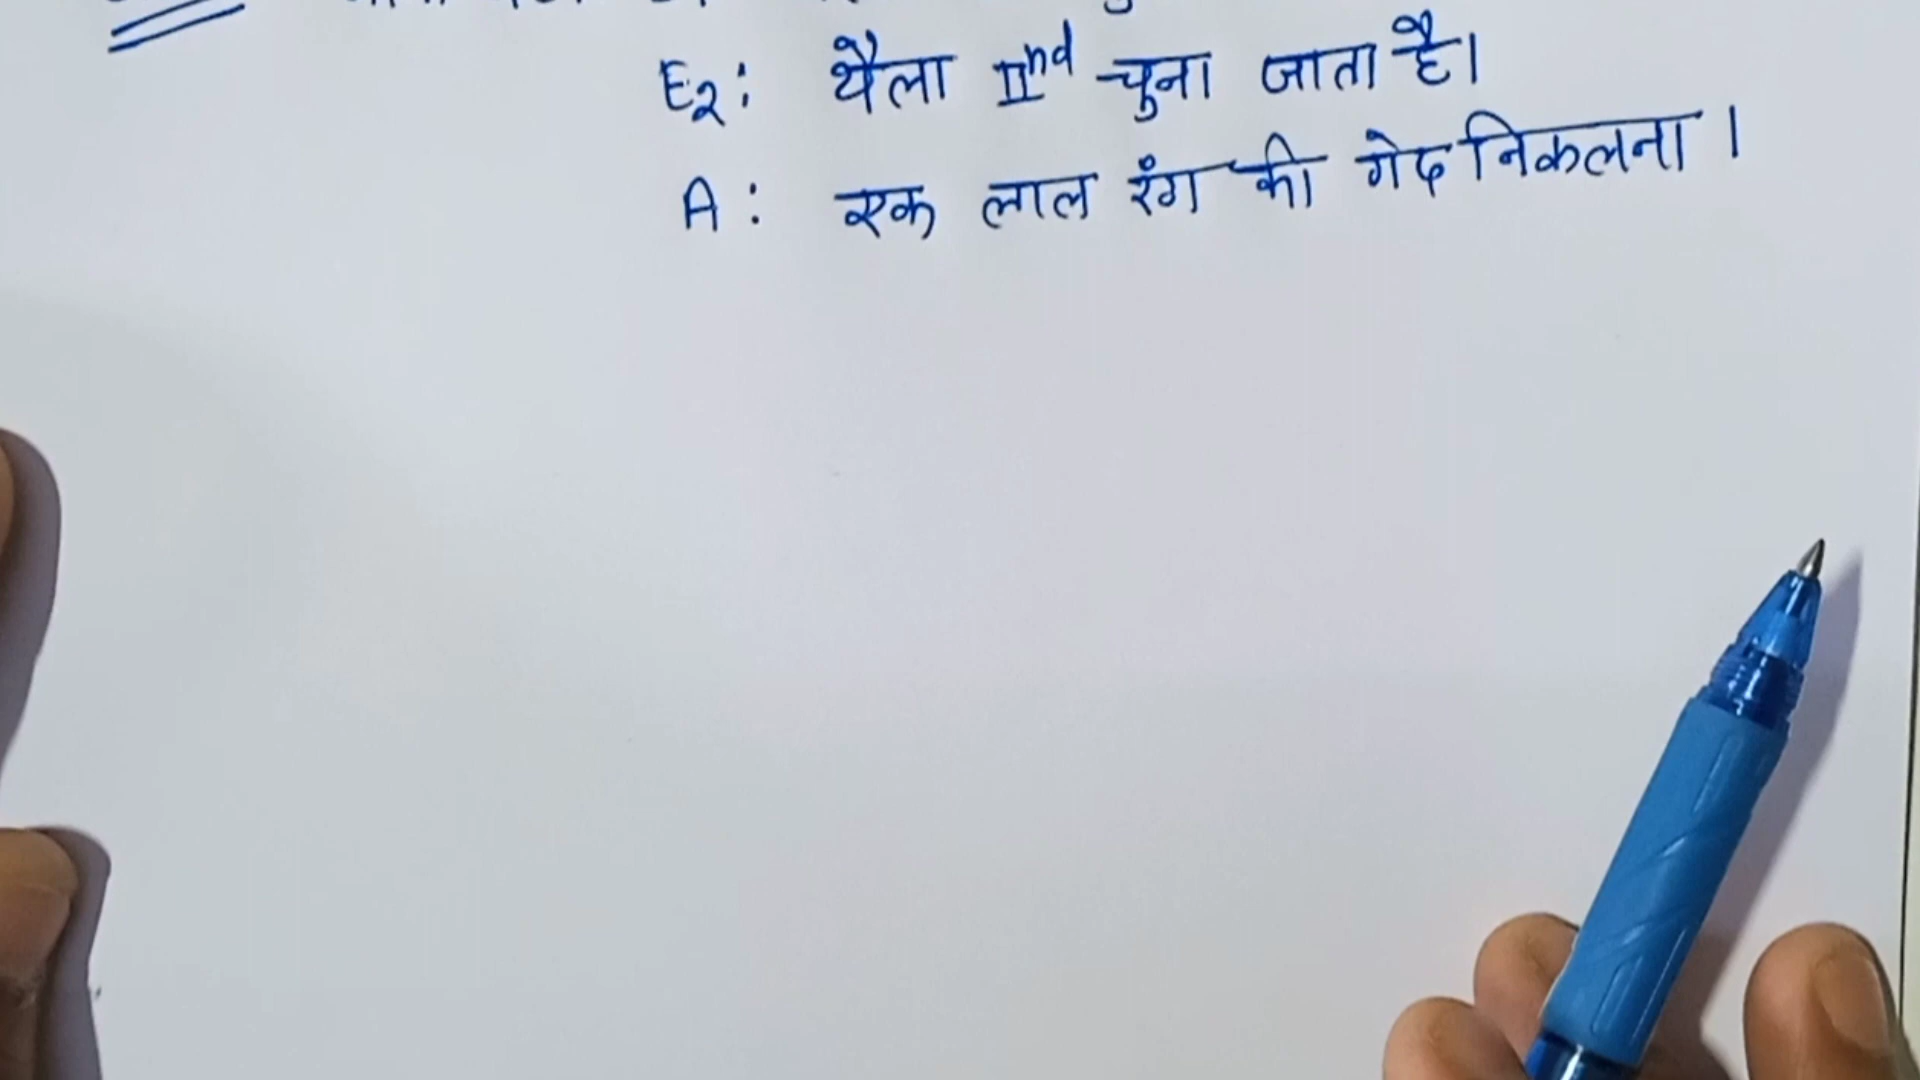 E₂: थैला IInd चुना जाता है।
A: एक लाल रंग की गेद निकलना।